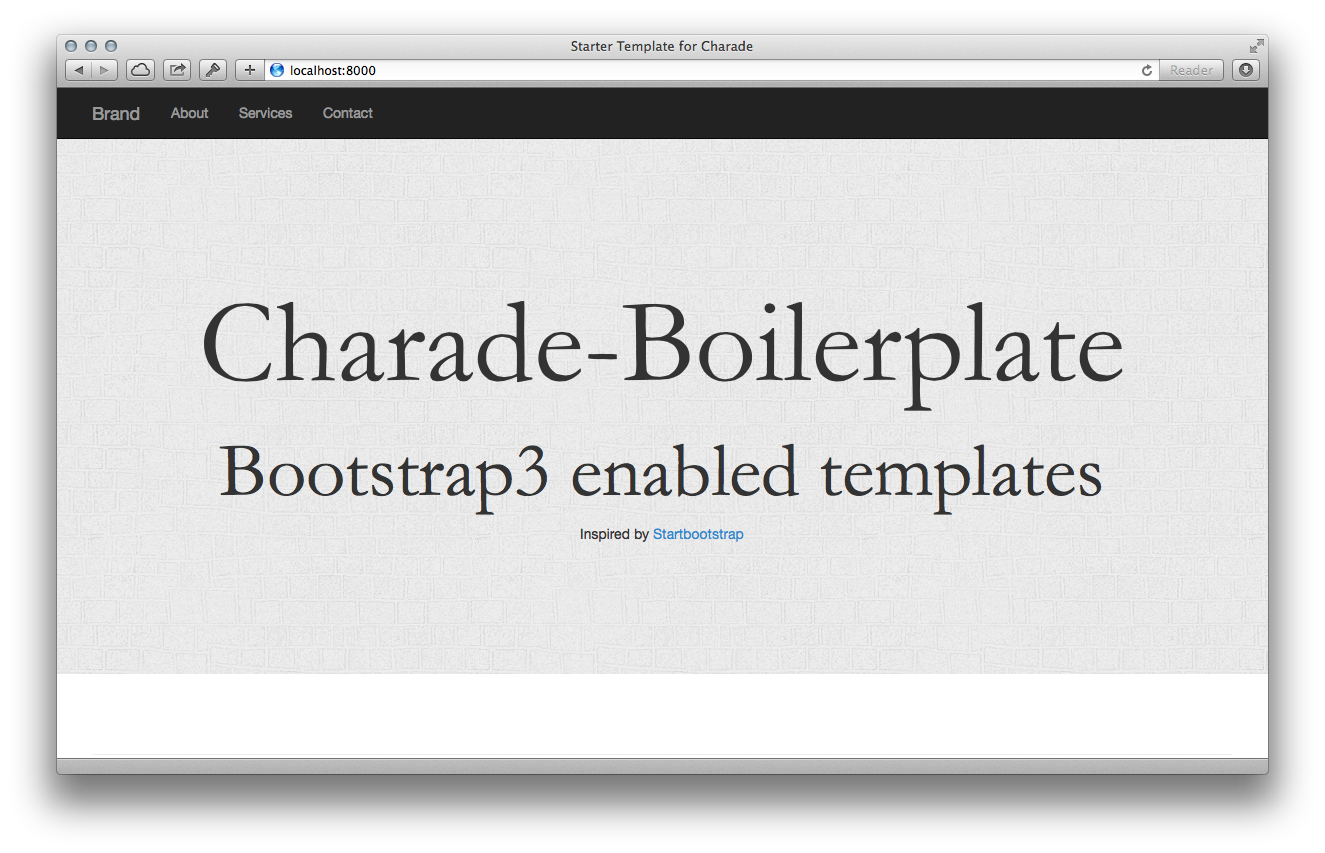 Starter Template for Charade
localhost:8000
Reader
Brand About Services Contact
Charade-Boilerplate
Bootstrap3 enabled templates
Inspired by Startbootstrap